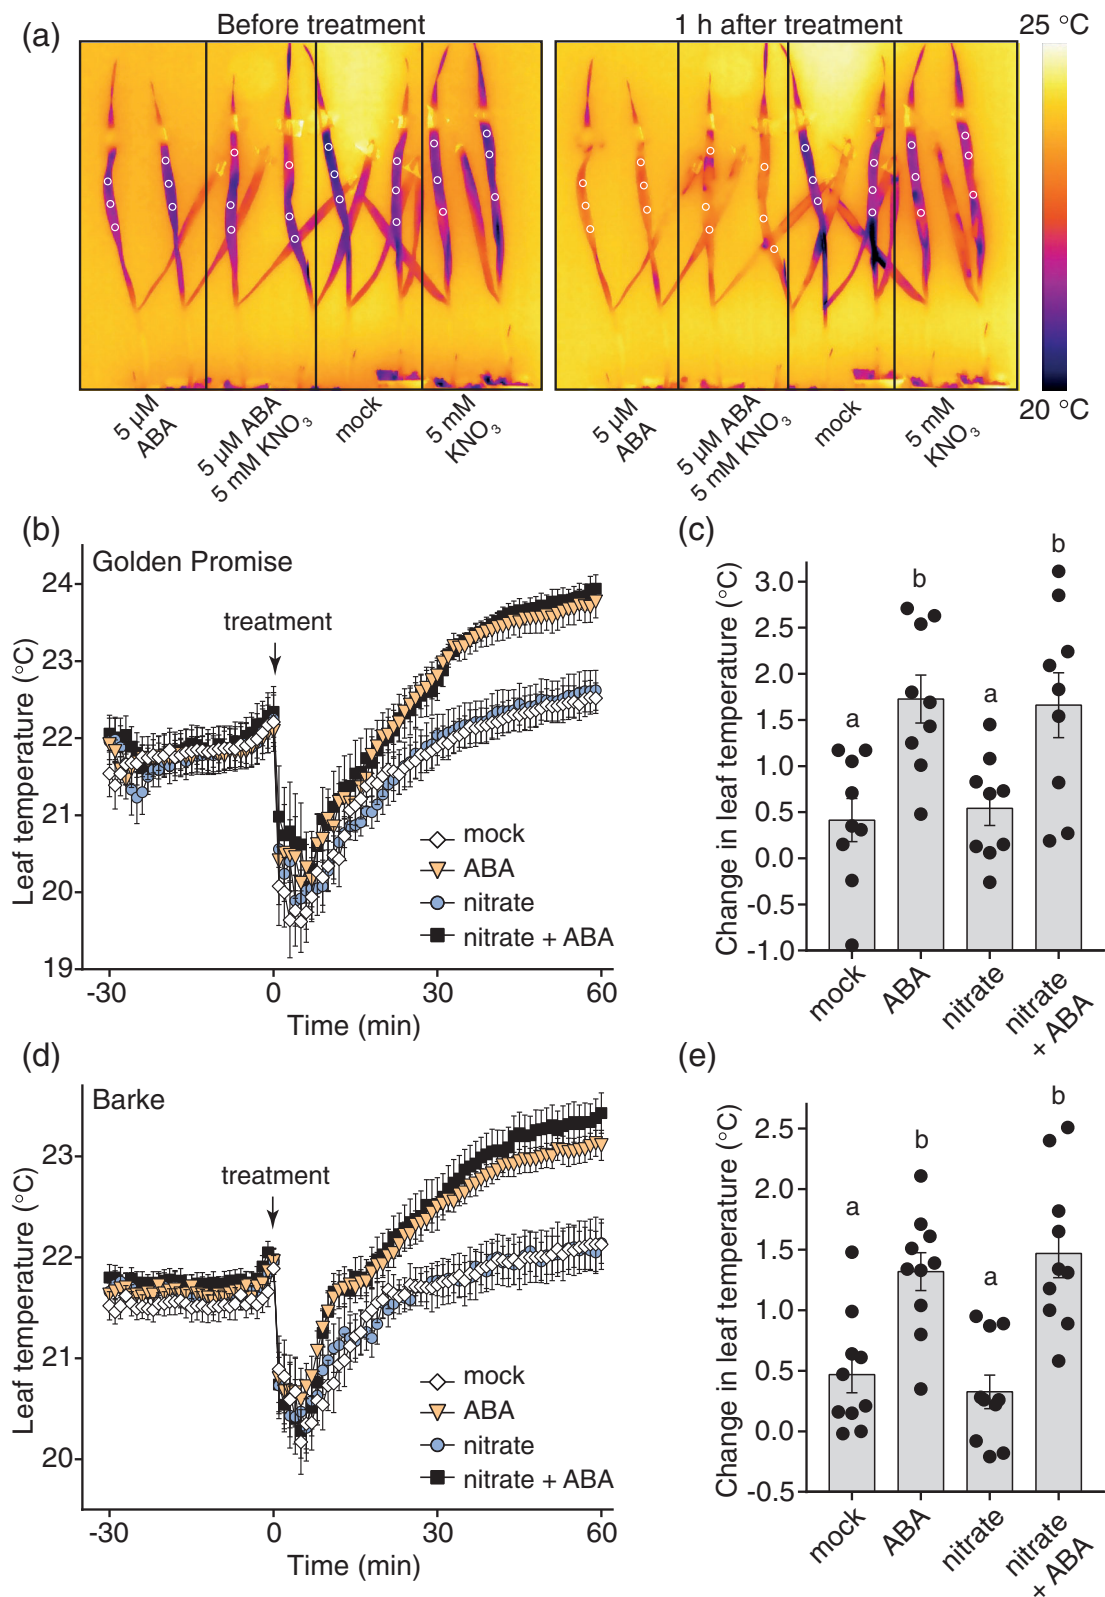 (a)
Before treatment
1 h after treatment
25 °C
20 °C
5 µM
ABA
5 µM ABA
5 mM KNO3
mock
5 mM
KNO3
5 µM
ABA
5 µM ABA
5 mM KNO3
mock
5 mM
KNO3
(b)
Golden Promise
treatment
Leaf temperature (°C)
24
23
22
21
20
19
mock
ABA
nitrate
nitrate + ABA
-30
0
30
60
Time (min)
(c)
Change in leaf temperature (°C)
3.0
2.5
2.0
1.5
1.0
0.5
0.0
-0.5
-1.0
a
b
a
b
mock
ABA
nitrate
nitrate
+ ABA
(d)
Barke
treatment
Leaf temperature (°C)
23
22
21
20
mock
ABA
nitrate
nitrate + ABA
-30
0
30
60
Time (min)
(e)
Change in leaf temperature (°C)
2.5
2.0
1.5
1.0
0.5
0.0
-0.5
a
b
a
b
mock
ABA
nitrate
nitrate
+ ABA